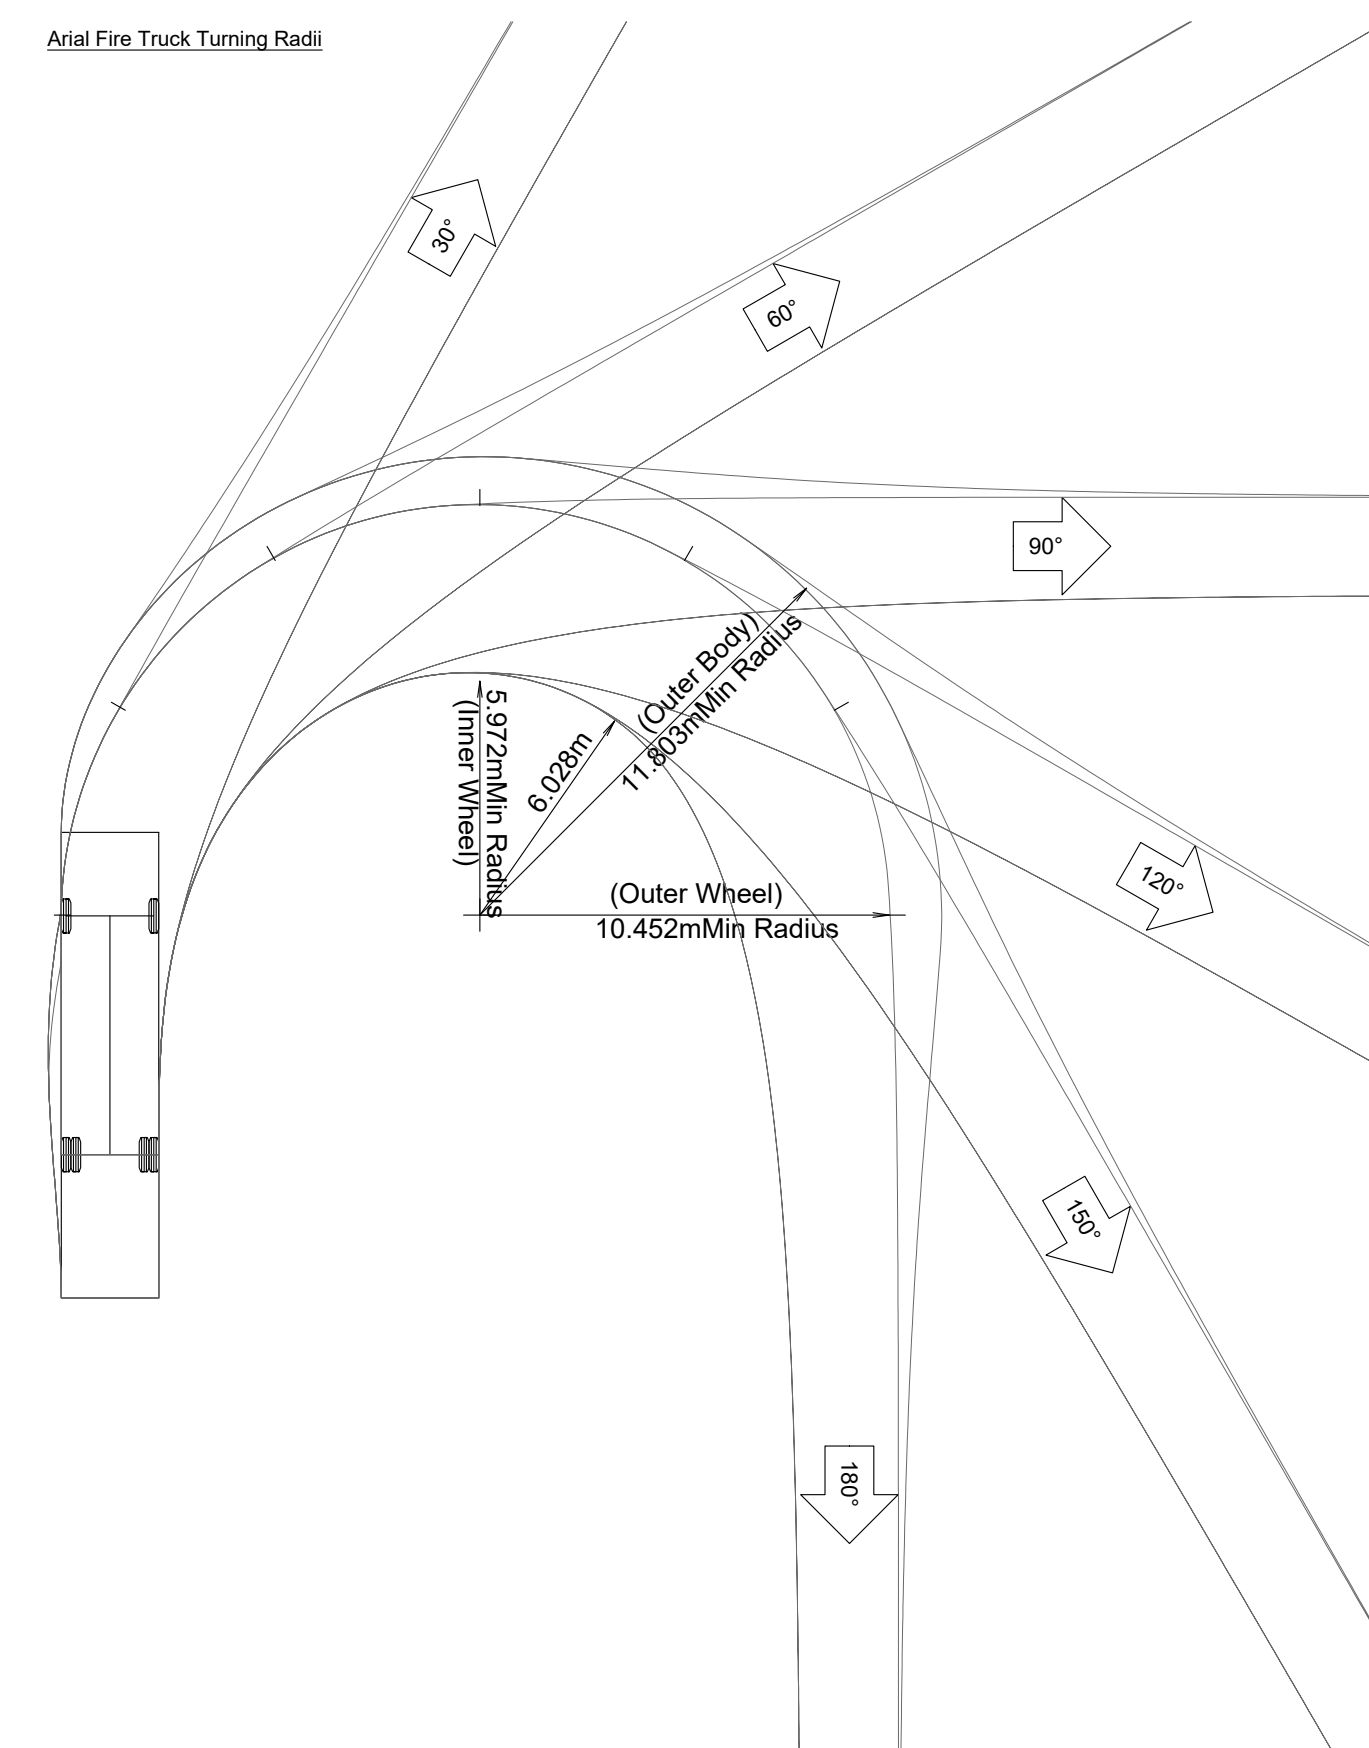 Arial Fire Truck Turning Radii
30°
60°
90°
(Outer Body)
11.803mMin Radius
5.972mMin Radius
(Inner Wheel)
6.028m
(Outer Wheel)
10.452mMin Radius
120°
150°
180°